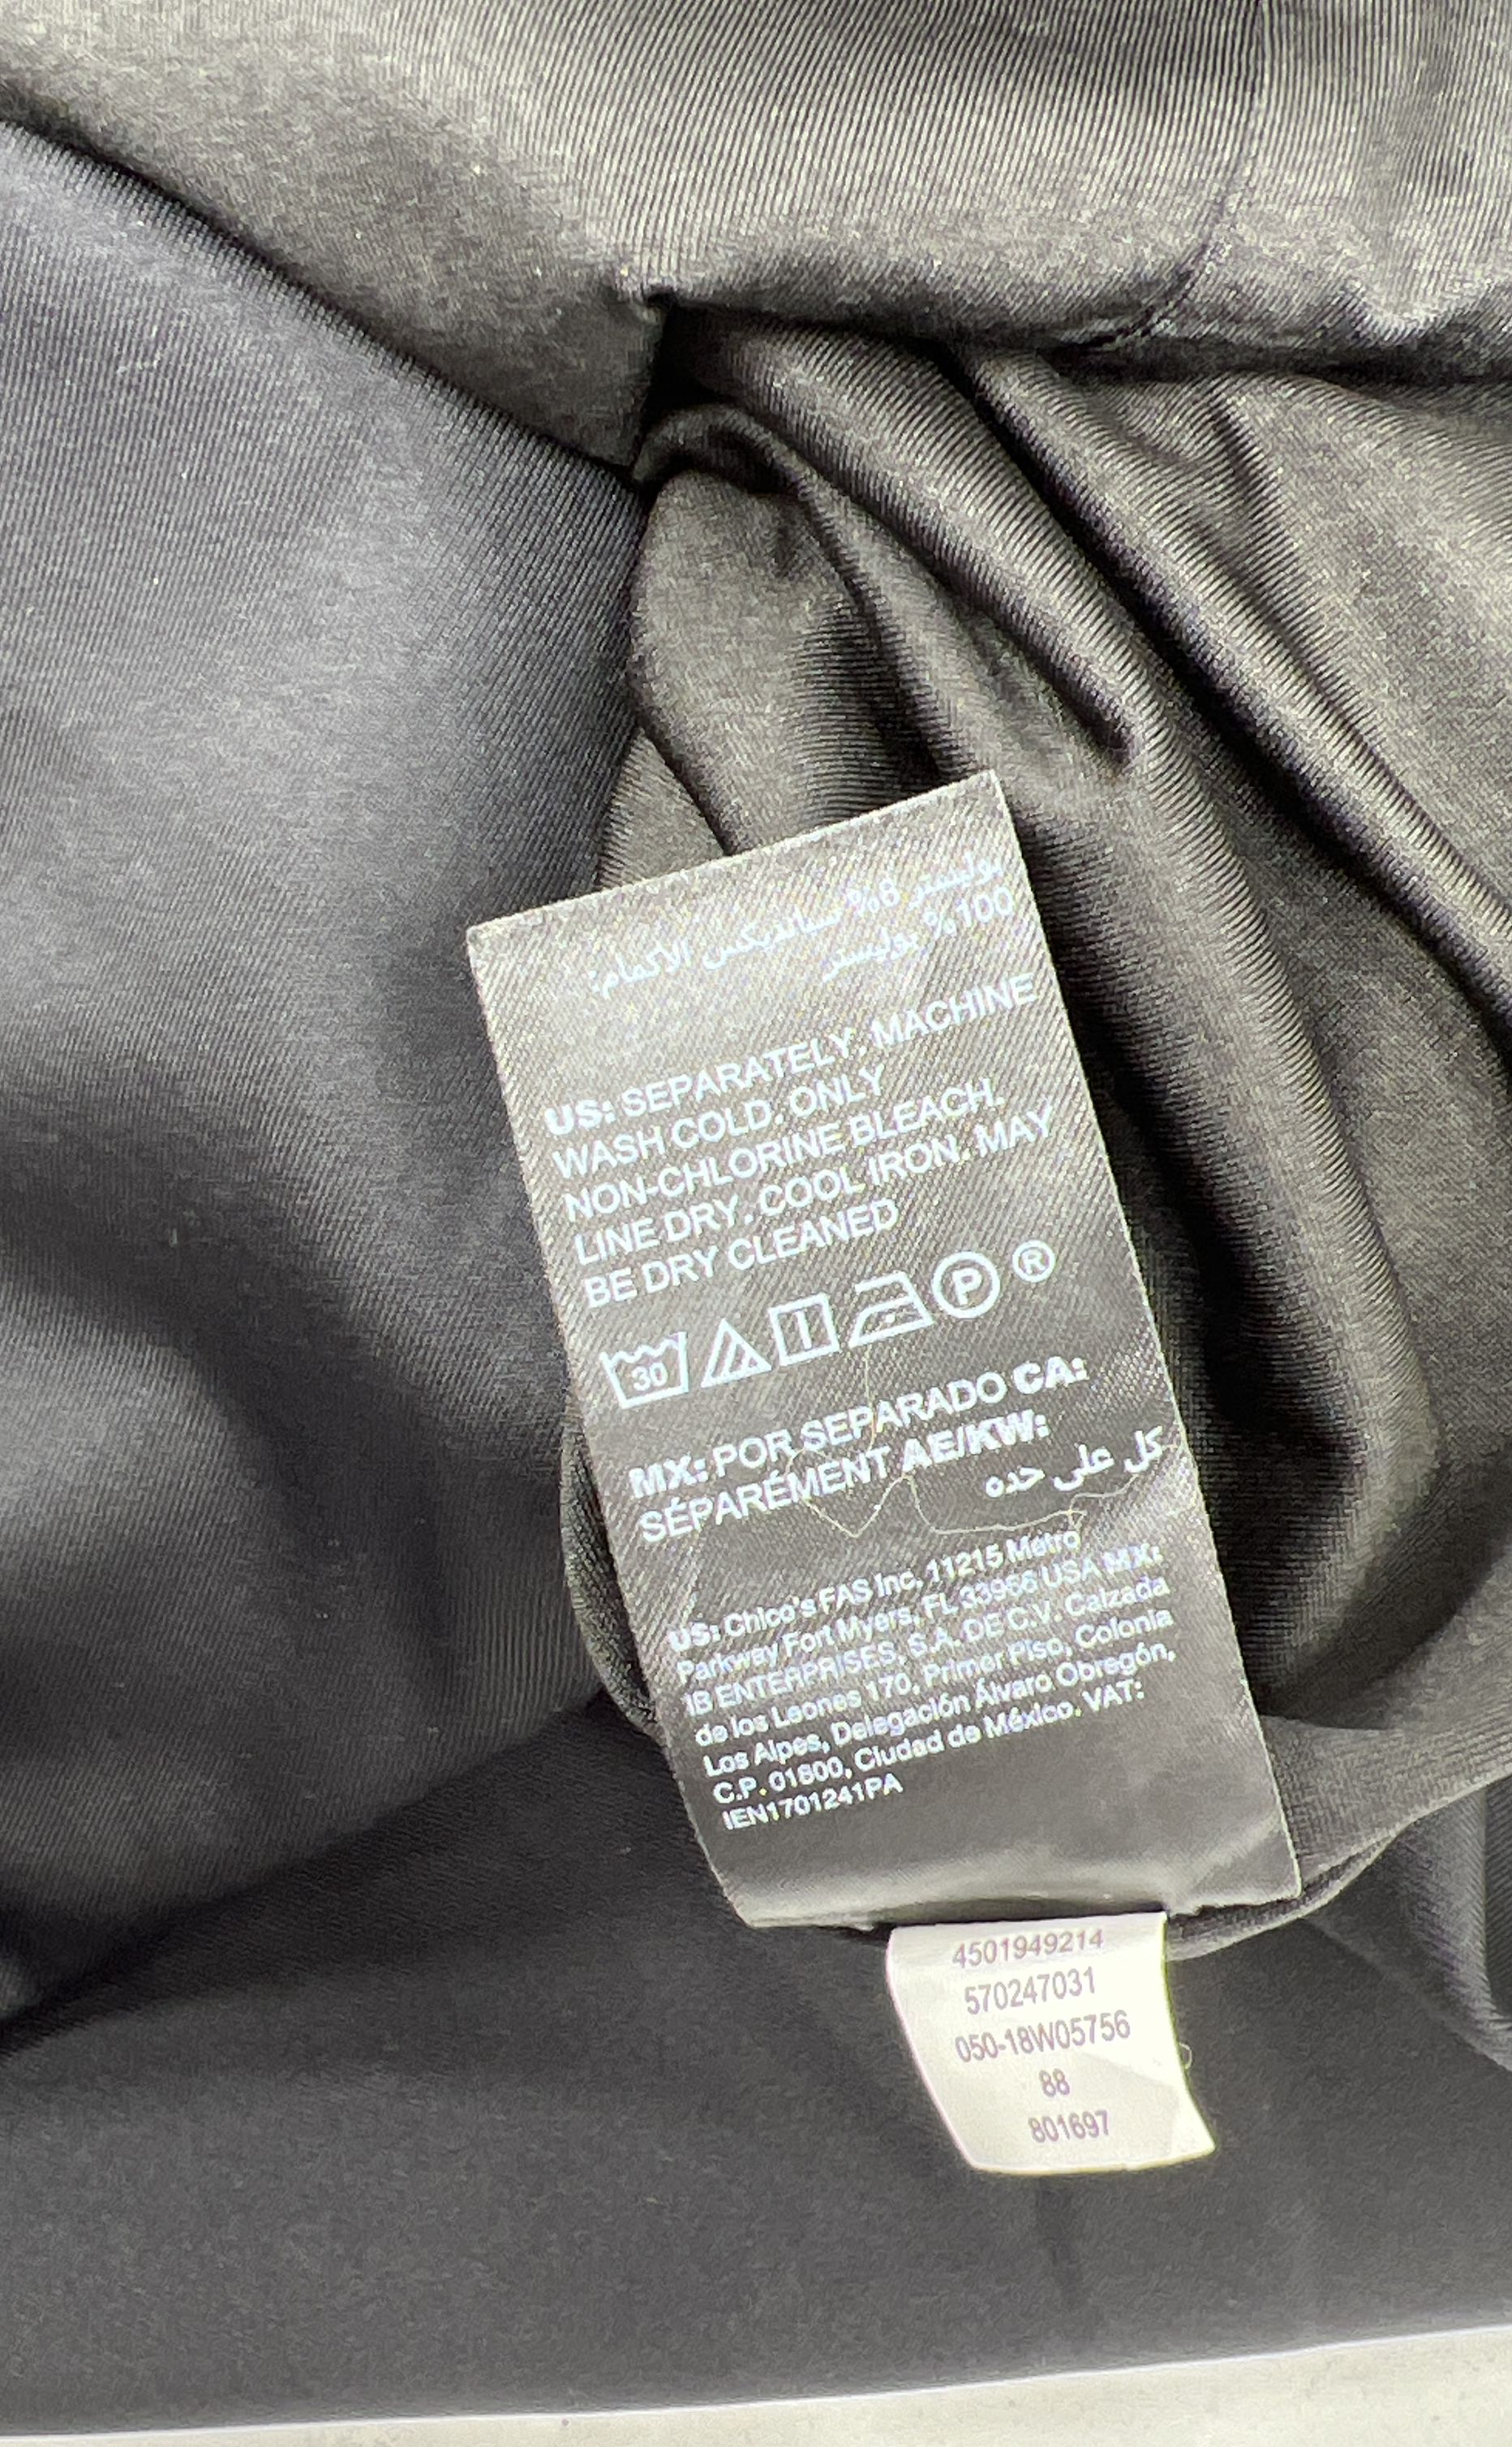 بوليستر 8% سباندیکس الأكمام:
100% بوليستر
US: SEPARATELY. MACHINE
WASH COLD. ONLY
NON-CHLORINE BLEACH.
LINE DRY. COOL IRON. MAY
BE DRY CLEANED
30 P ®
MX: POR SEPARADO CA:
SÉPARÉMENT AE/KW:
كل على حده
US: Chico's FAS Inc. 11215 Metro
Parkway Fort Myers, FL 33966 USA MX:
IB ENTERPRISES, S.A. DE C.V. Calzada
de los Leones 170, Primer Piso, Colonia
Los Alpes, Delegación Álvaro Obregón,
C.P. 01800, Ciudad de México. VAT:
IEN1701241PA
4501949214
570247031
050-18W05756
88
801697